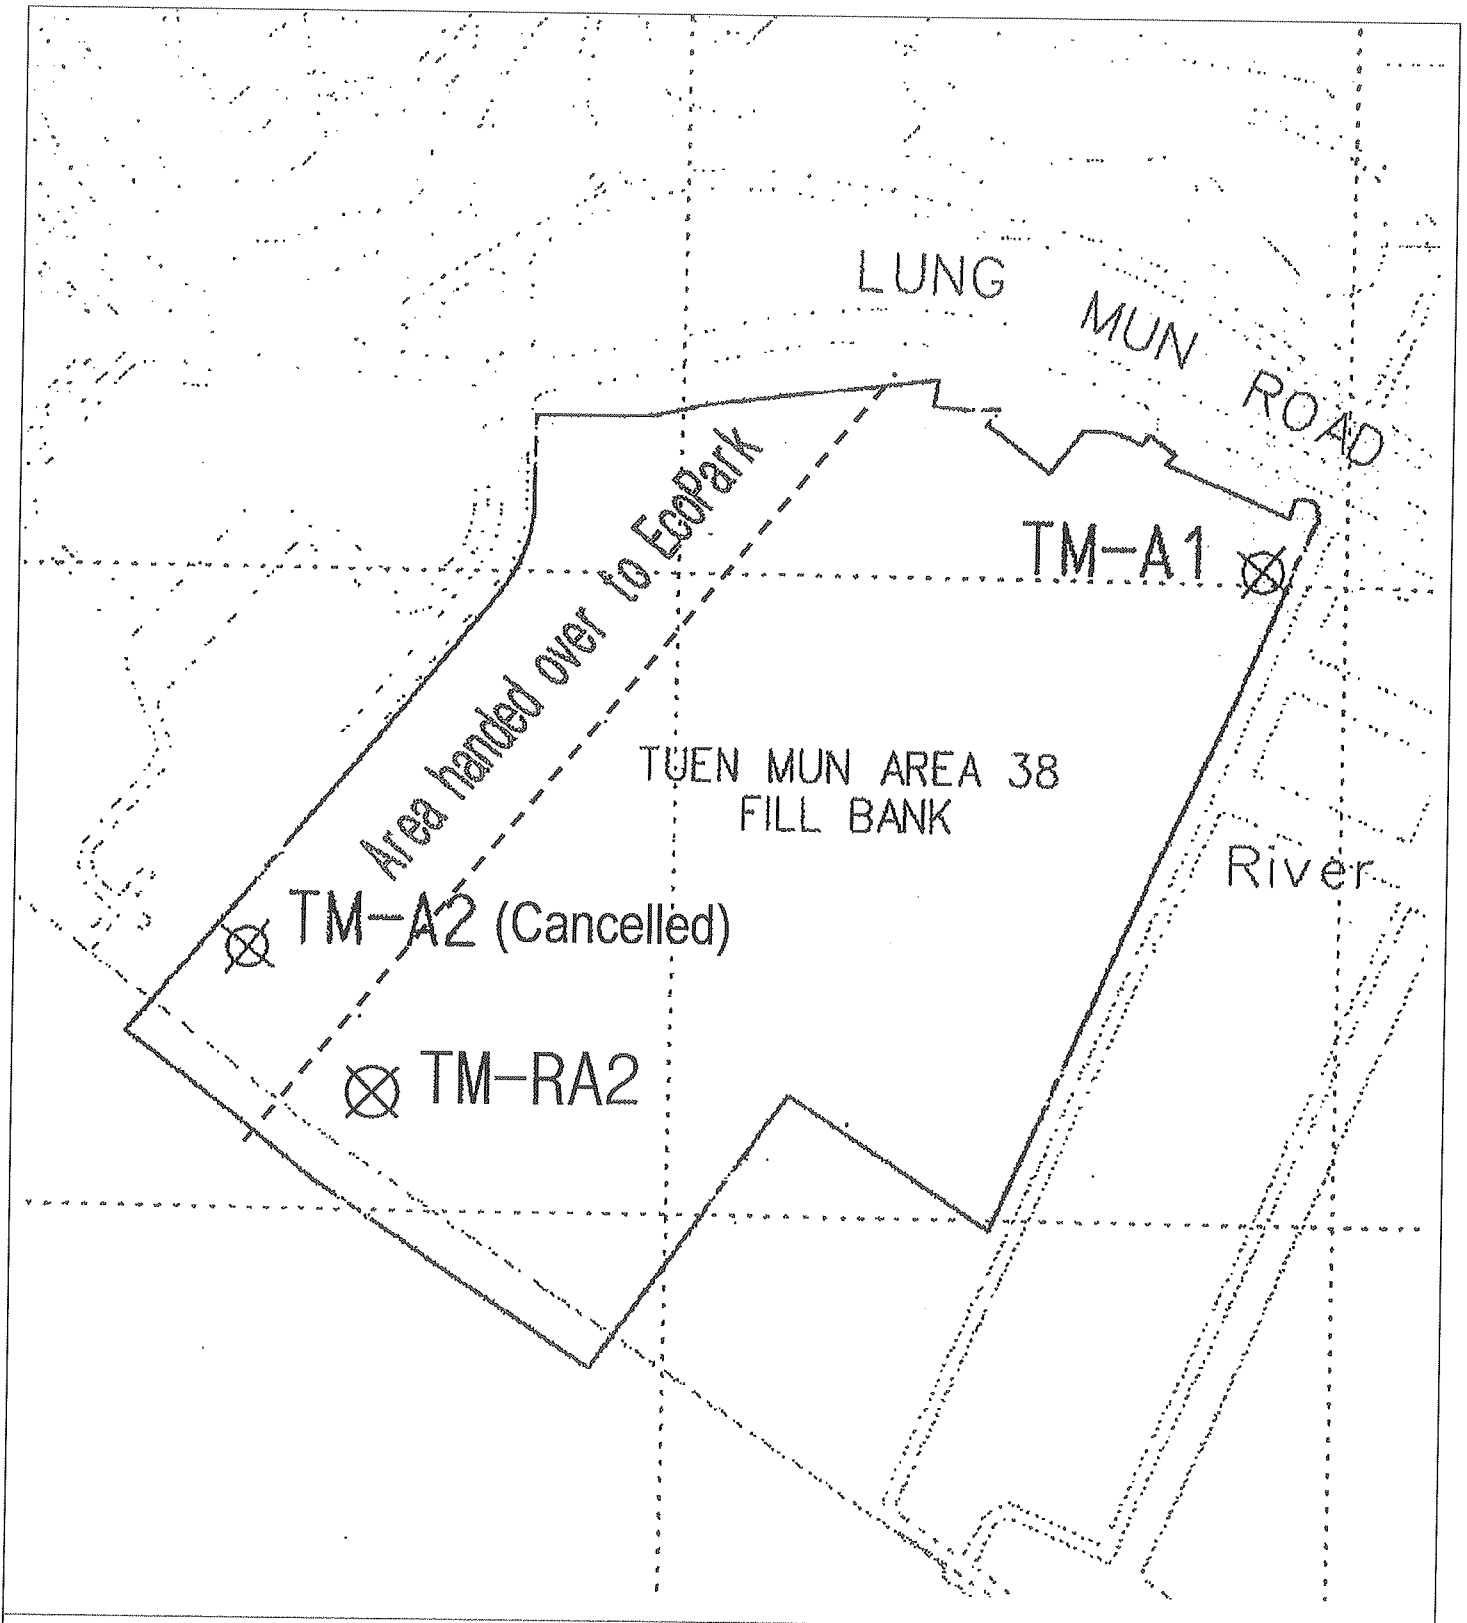 LUNG MUN ROAD
TM-A1
Area handed over to EcoPark
TUEN MUN AREA 38
FILL BANK
River
TM-A2 (Cancelled)
TM-RA2